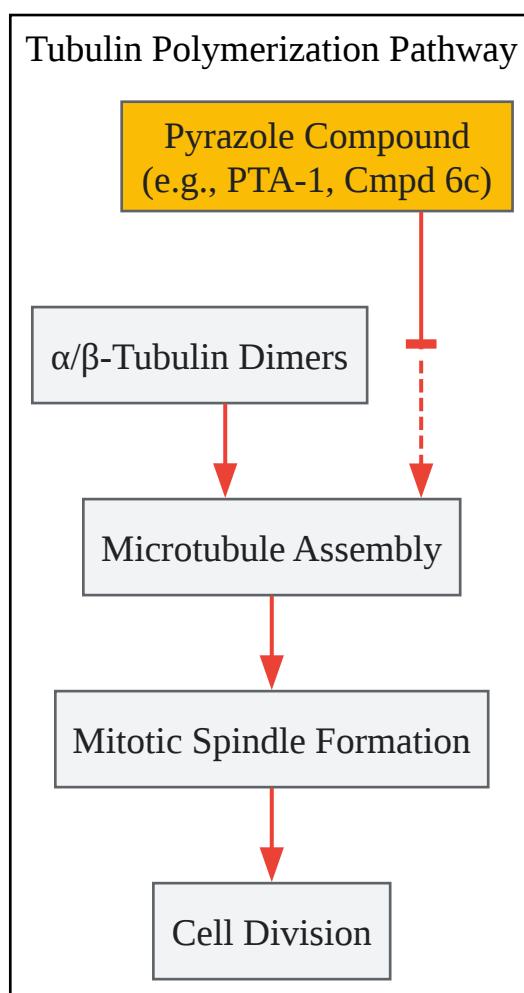 Tubulin Polymerization Pathway
Pyrazole Compound
(e.g., PTA-1, Cmpd 6c)
α/β-Tubulin Dimers
Microtubule Assembly
Mitotic Spindle Formation
Cell Division